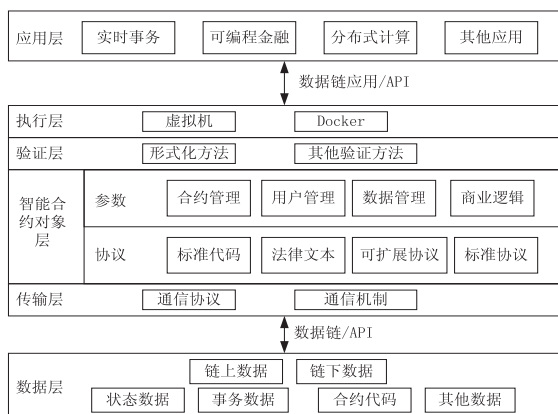 应用层 实时事务 可编程金融 分布式计算 其他应用
数据链应用/API
执行层 虚拟机 Docker
验证层 形式化方法 其他验证方法
智能合约对象层
参数 合约管理 用户管理 数据管理 商业逻辑
协议 标准代码 法律文本 可扩展协议 标准协议
传输层 通信协议 通信机制
数据链/API
数据层
链上数据 链下数据
状态数据 事务数据 合约代码 其他数据